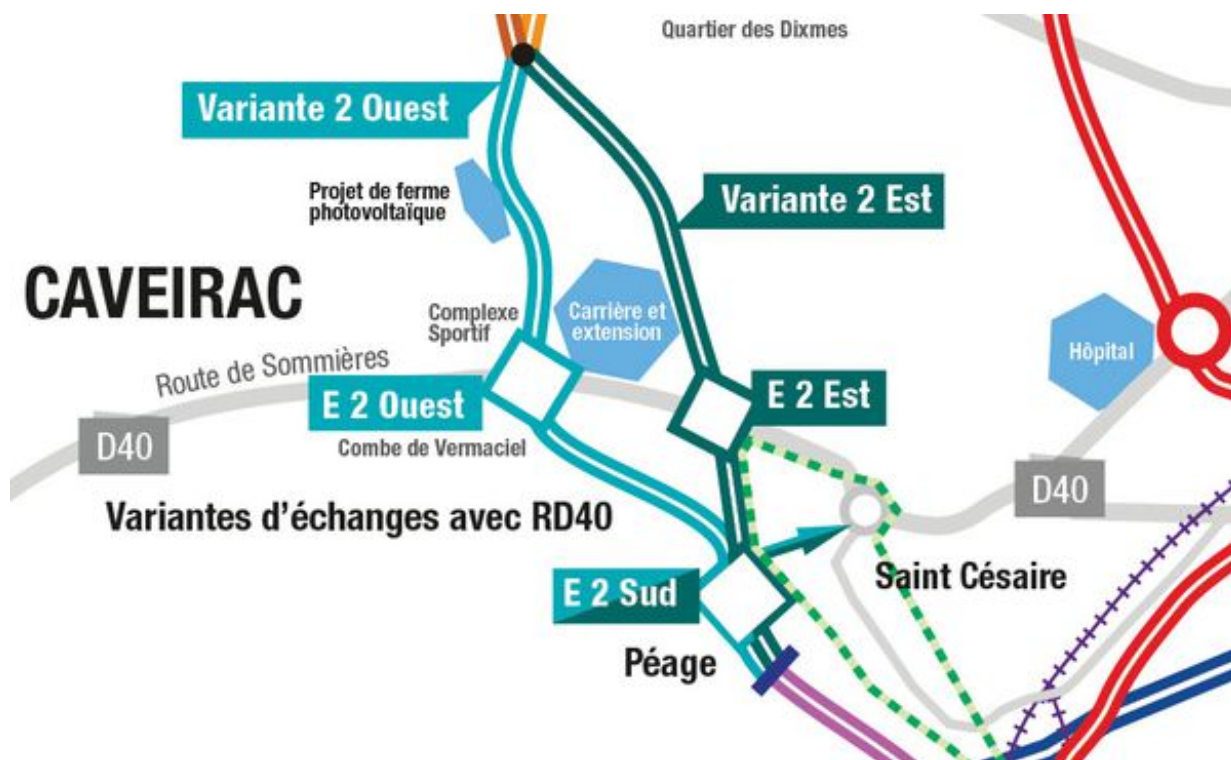 Quartier des Dixmes
Variante 2 Ouest
Projet de ferme
photovoltaïque
Variante 2 Est
CAVEIRAC
Complexe
Sportif
Carrière et
extension
Hôpital
Route de Sommières
E 2 Ouest
E 2 Est
D40
Combe de Vermaciel
D40
Variantes d'échanges avec RD40
Saint Césaire
E 2 Sud
Péage